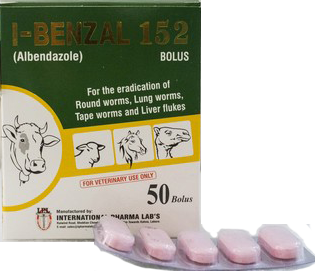 I-BENZAL 152
(Albendazole) BOLUS
For the eradication of
Round worms, Lung worms,
Tape worms and Liver flukes
FOR VETERINARY USE ONLY
50 Bolus
Manufactured by:
INTERNATIONAL PHARMA LAB'S